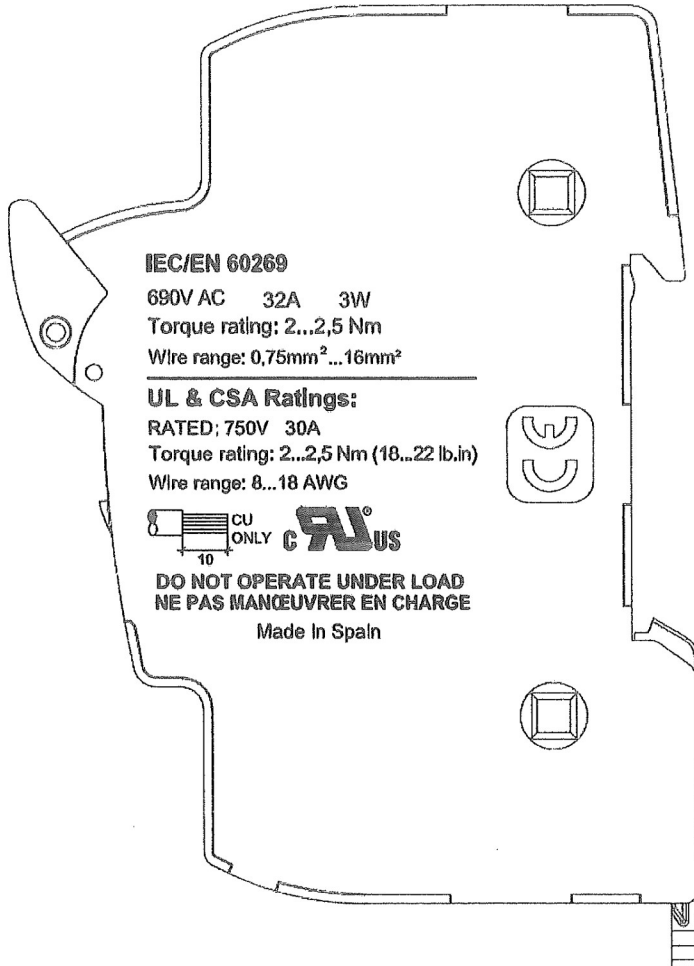 IEC/EN 60269
690V AC 32A 3W
Torque rating: 2...2,5 Nm
Wire range: 0,75mm²...16mm²
UL & CSA Ratings:
RATED: 750V 30A
Torque rating: 2...2,5 Nm (18...22 lb.in)
Wire range: 8...18 AWG
CU
ONLY
10
C RU® US
CE
DO NOT OPERATE UNDER LOAD
NE PAS MANŒUVRER EN CHARGE
Made In Spain